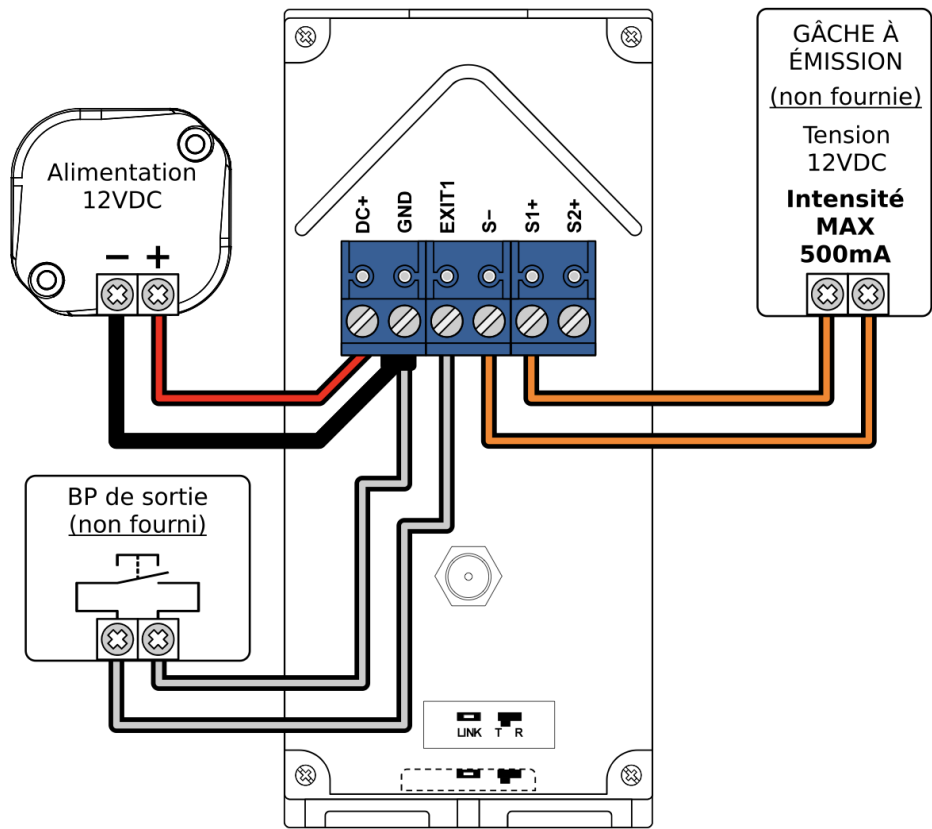 GÂCHE À
ÉMISSION
(non fournie)
Tension
12VDC
Intensité
MAX
500mA
Alimentation
12VDC
− +
DC+
GND
EXIT1
S−
S1+
S2+
BP de sortie
(non fourni)
LINK T R